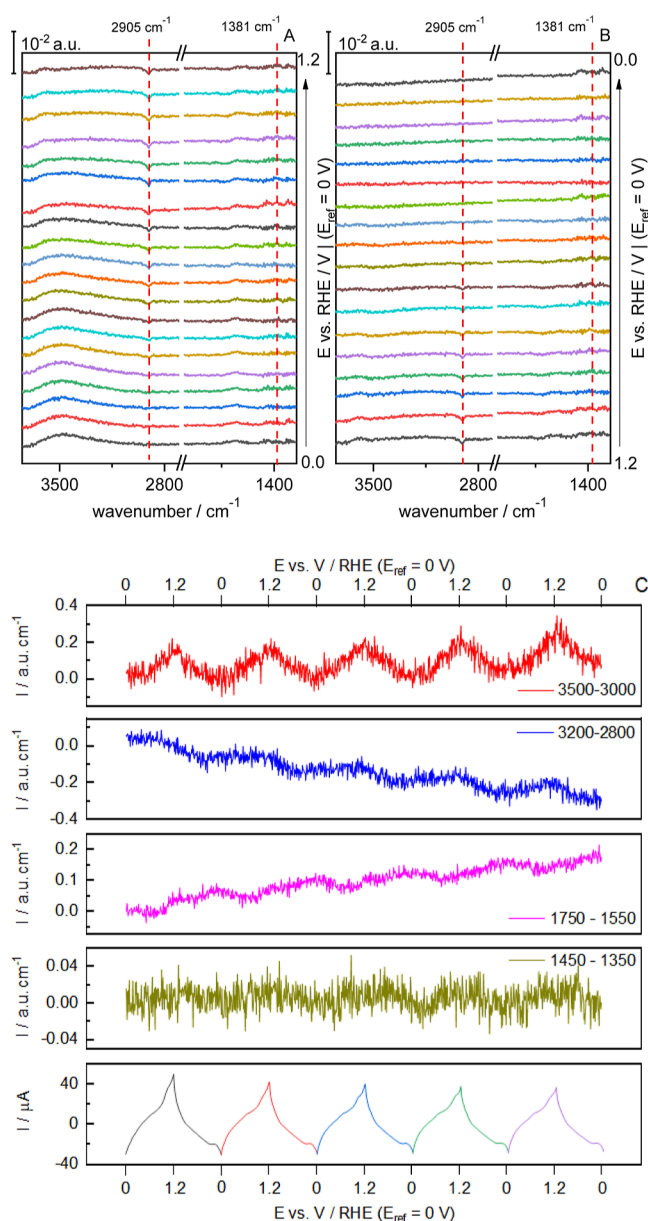 2905 cm⁻¹ 1381 cm⁻¹ 2905 cm⁻¹ 1381 cm⁻¹
10⁻² a.u. A 10⁻² a.u. B
1.2 0.0
E vs. RHE / V | (E_ref = 0 V) E vs. RHE / V | (E_ref = 0 V)
0.0 1.2
3500 2800 1400 3500 2800 1400
wavenumber / cm⁻¹ wavenumber / cm⁻¹
E vs. V / RHE (E_ref = 0 V) C
0 1.2 0 1.2 0 1.2 0 1.2 0 1.2 0
0.4
0.2
0.0
I / a.u. cm⁻¹
3500-3000
0.0
-0.2
-0.4
I / a.u. cm⁻¹
3200-2800
0.2
0.1
0.0
I / a.u. cm⁻¹
1750 - 1550
0.04
0.00
-0.04
I / a.u. cm⁻¹
1450 - 1350
40
0
-40
I / µA
0 1.2 0 1.2 0 1.2 0 1.2 0 1.2 0
E vs. V / RHE (E_ref = 0 V)